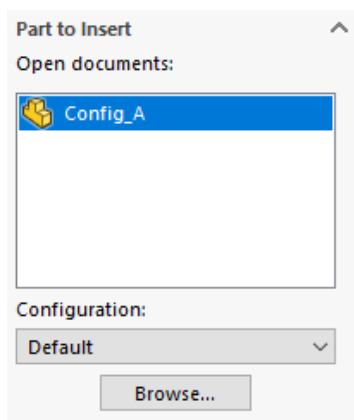 Part to Insert
Open documents:
Config_A
Configuration:
Default
Browse...